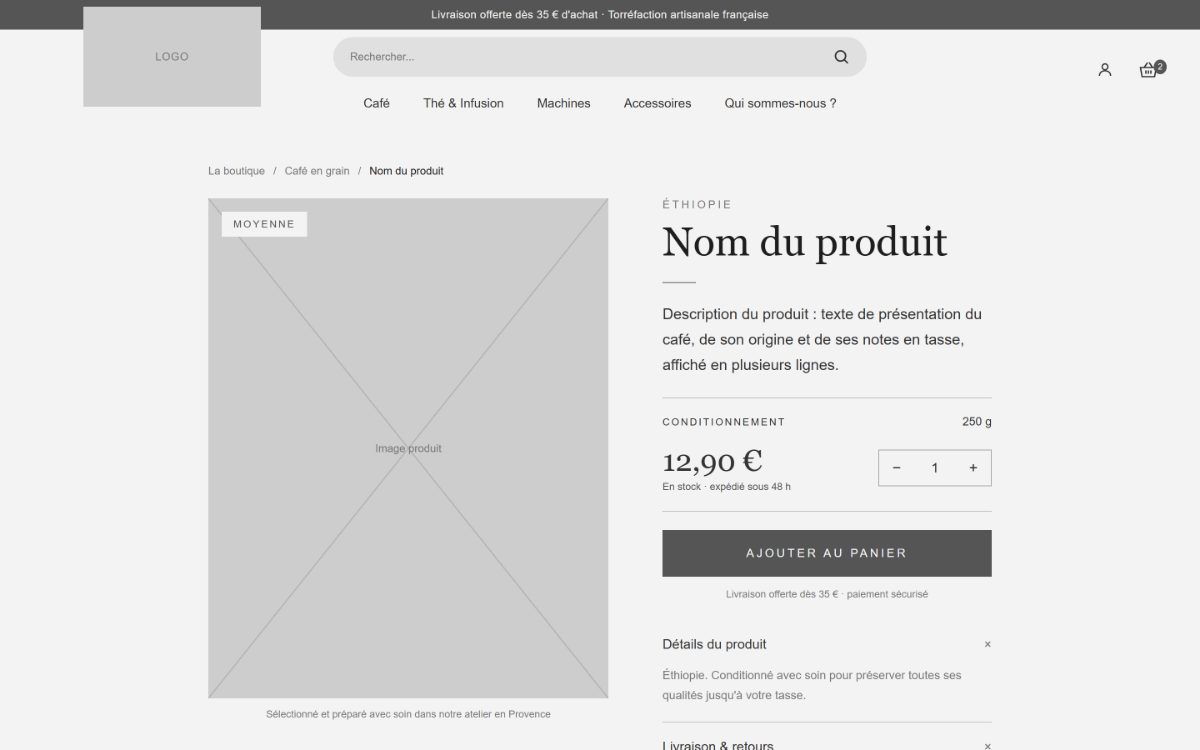 Livraison offerte dès 35 € d'achat · Torréfaction artisanale française
LOGO
Rechercher...
2
Café
Thé & Infusion
Machines
Accessoires
Qui sommes-nous ?
La boutique / Café en grain / Nom du produit
MOYENNE
Image produit
Sélectionné et préparé avec soin dans notre atelier en Provence
ÉTHIOPIE
Nom du produit
Description du produit : texte de présentation du
café, de son origine et de ses notes en tasse,
affiché en plusieurs lignes.
CONDITIONNEMENT
250 g
12,90 €
En stock · expédié sous 48 h
− 1 +
AJOUTER AU PANIER
Livraison offerte dès 35 € · paiement sécurisé
Détails du produit ×
Éthiopie. Conditionné avec soin pour préserver toutes ses
qualités jusqu'à votre tasse.
Livraison & retours ×